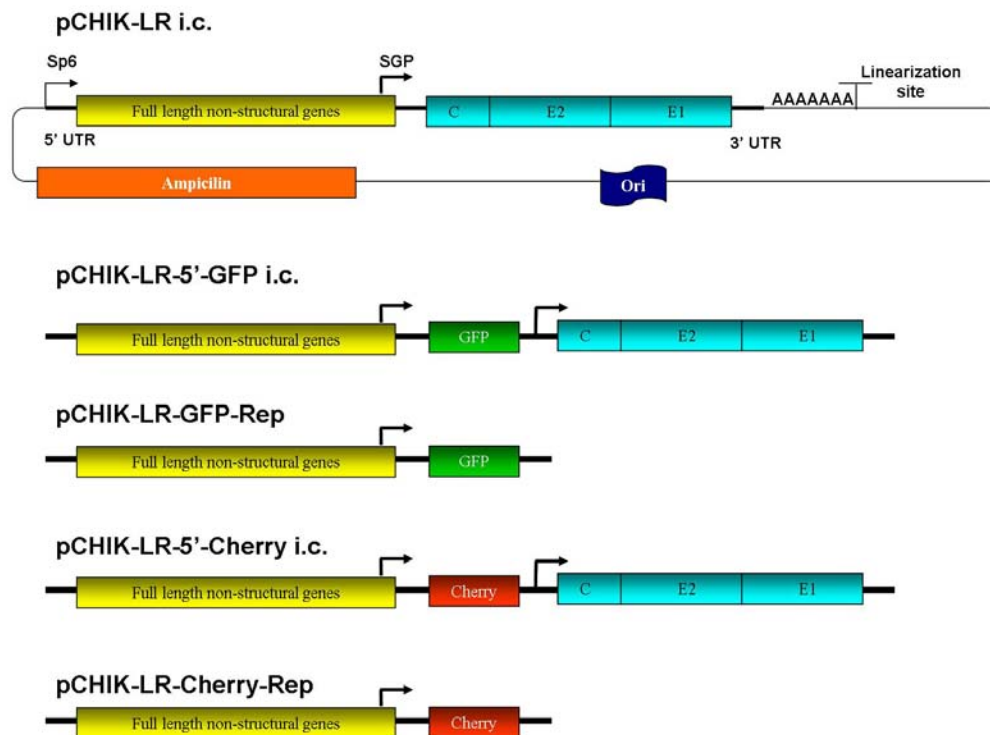 pCHIK-LR i.c.
Sp6
SGP
Linearization
site
Full length non-structural genes
C
E2
E1
AAAAAAA
5' UTR
3' UTR
Ampicilin
Ori
pCHIK-LR-5'-GFP i.c.
Full length non-structural genes
GFP
C
E2
E1
pCHIK-LR-GFP-Rep
Full length non-structural genes
GFP
pCHIK-LR-5'-Cherry i.c.
Full length non-structural genes
Cherry
C
E2
E1
pCHIK-LR-Cherry-Rep
Full length non-structural genes
Cherry